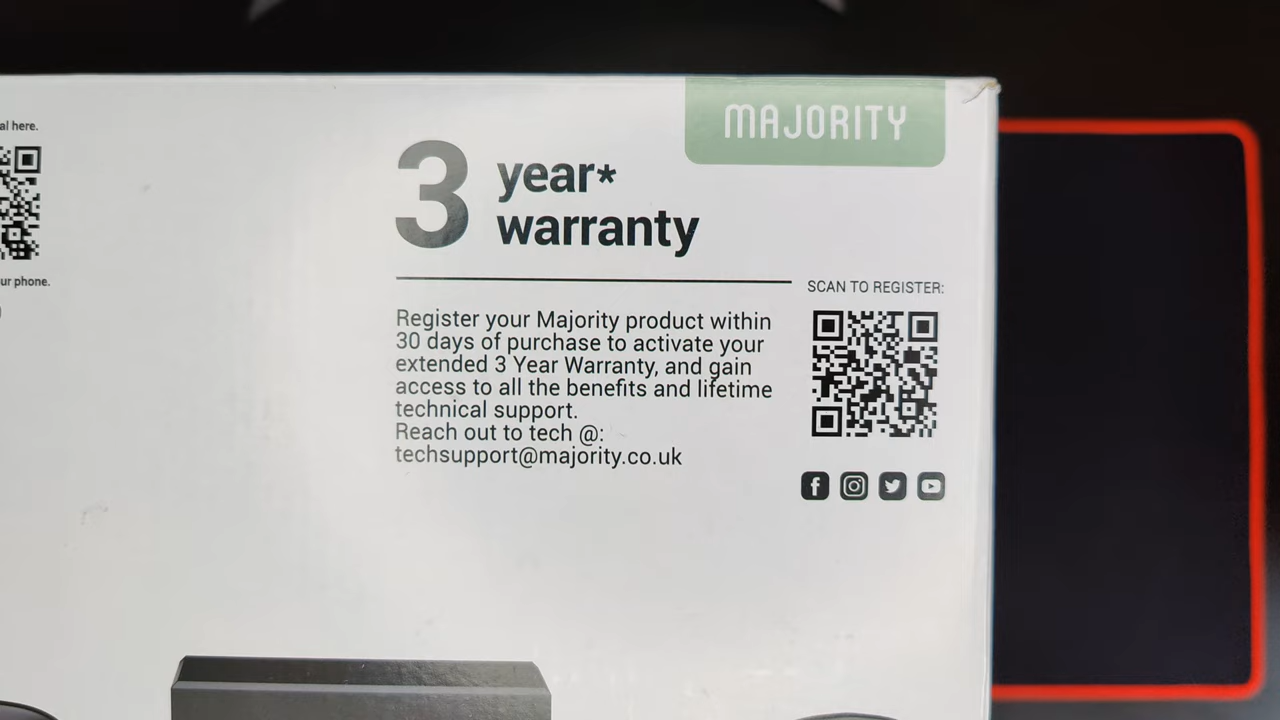 al here.
ur phone.
MAJORITY
3 year*
warranty
SCAN TO REGISTER:
Register your Majority product within
30 days of purchase to activate your
extended 3 Year Warranty, and gain
access to all the benefits and lifetime
technical support.
Reach out to tech @:
techsupport@majority.co.uk